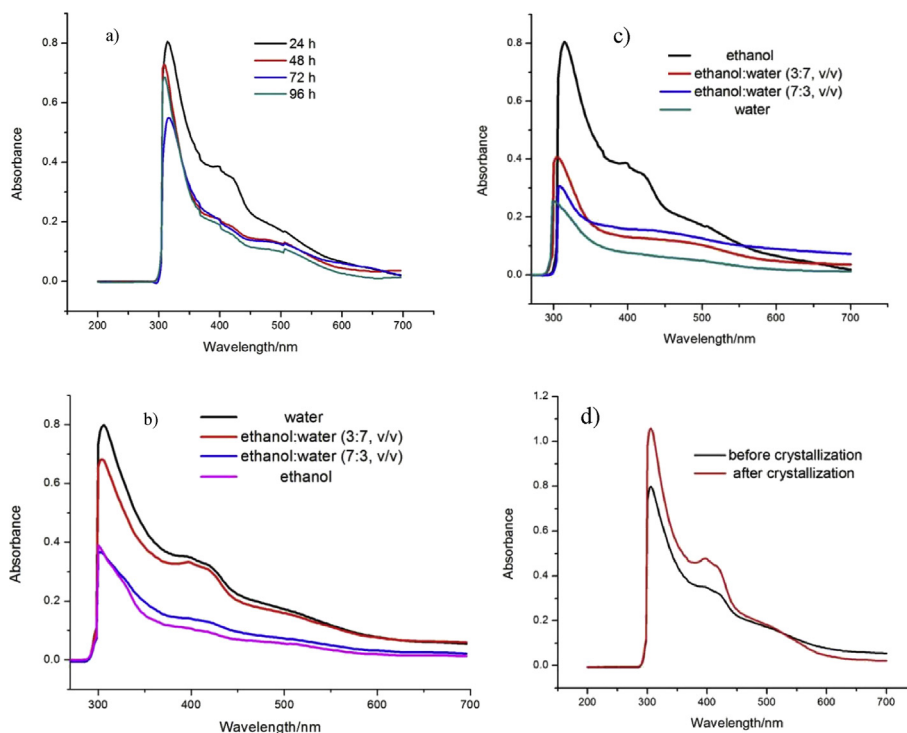 a)
24 h
48 h
72 h
96 h
Absorbance
0.8
0.6
0.4
0.2
0.0
200 300 400 500 600 700
Wavelength/nm
c)
ethanol
ethanol:water (3:7, v/v)
ethanol:water (7:3, v/v)
water
Absorbance
0.8
0.6
0.4
0.2
0.0
300 400 500 600 700
Wavelength/nm
b)
water
ethanol:water (3:7, v/v)
ethanol:water (7:3, v/v)
ethanol
Absorbance
0.8
0.6
0.4
0.2
0.0
300 400 500 600 700
Wavelength/nm
d)
before crystallization
after crystallization
Absorbance
1.2
1.0
0.8
0.6
0.4
0.2
0.0
200 300 400 500 600 700
Wavelength/nm